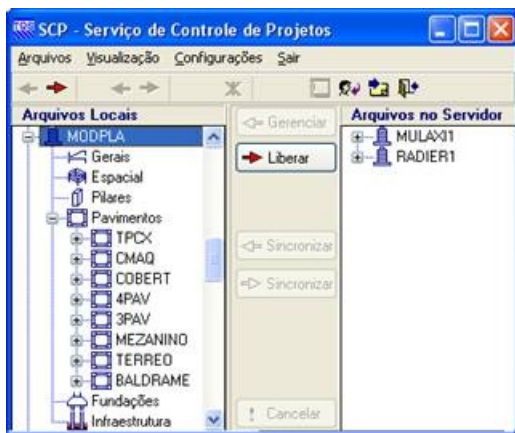 TQS SCP - Serviço de Controle de Projetos
Arquivos Visualização Configurações Sair
Arquivos Locais
MODPLA
Gerais
Espacial
Pilares
Pavimentos
TPCX
CMAQ
COBERT
4PAV
3PAV
MEZANINO
TERREO
BALDRAME
Fundações
Infraestrutura
Gerenciar
Liberar
Sincronizar
Sincronizar
Cancelar
Arquivos no Servidor
MULAXI1
RADIER1